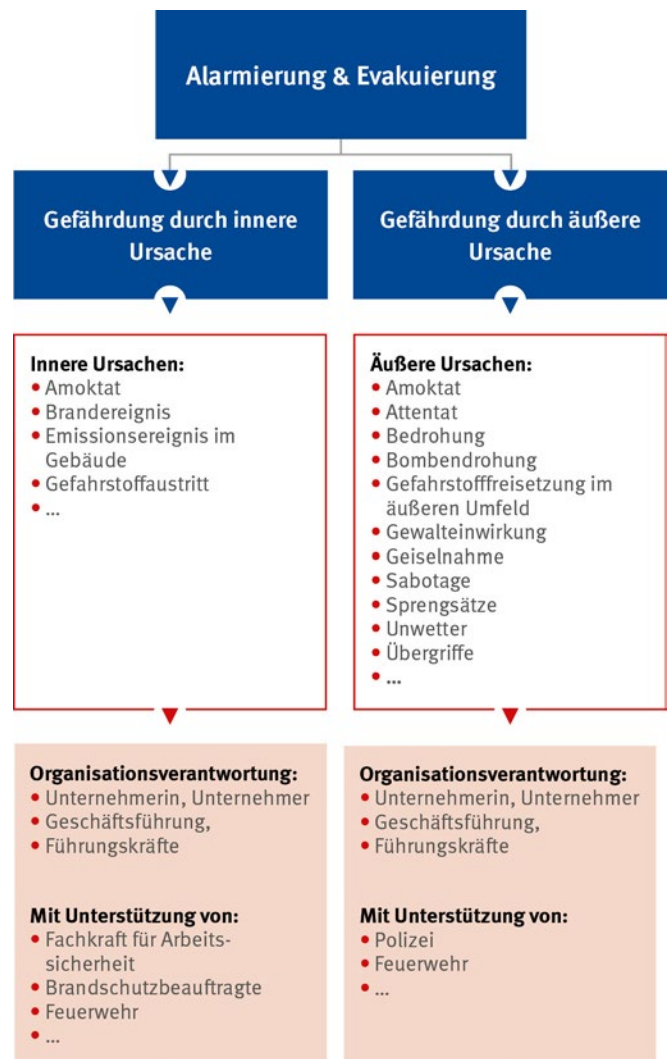 Alarmierung & Evakuierung
Gefährdung durch innere
Ursache
Gefährdung durch äußere
Ursache
Innere Ursachen:
• Amoktat
• Brandereignis
• Emissionsereignis im
Gebäude
• Gefahrstoffaustritt
• ...
Äußere Ursachen:
• Amoktat
• Attentat
• Bedrohung
• Bombendrohung
• Gefahrstofffreisetzung im
äußeren Umfeld
• Gewalteinwirkung
• Geiselnahme
• Sabotage
• Sprengsätze
• Unwetter
• Übergriffe
• ...
Organisationsverantwortung:
• Unternehmerin, Unternehmer
• Geschäftsführung,
• Führungskräfte
Mit Unterstützung von:
• Fachkraft für Arbeits-
sicherheit
• Brandschutzbeauftragte
• Feuerwehr
• ...
Organisationsverantwortung:
• Unternehmerin, Unternehmer
• Geschäftsführung,
• Führungskräfte
Mit Unterstützung von:
• Polizei
• Feuerwehr
• ...